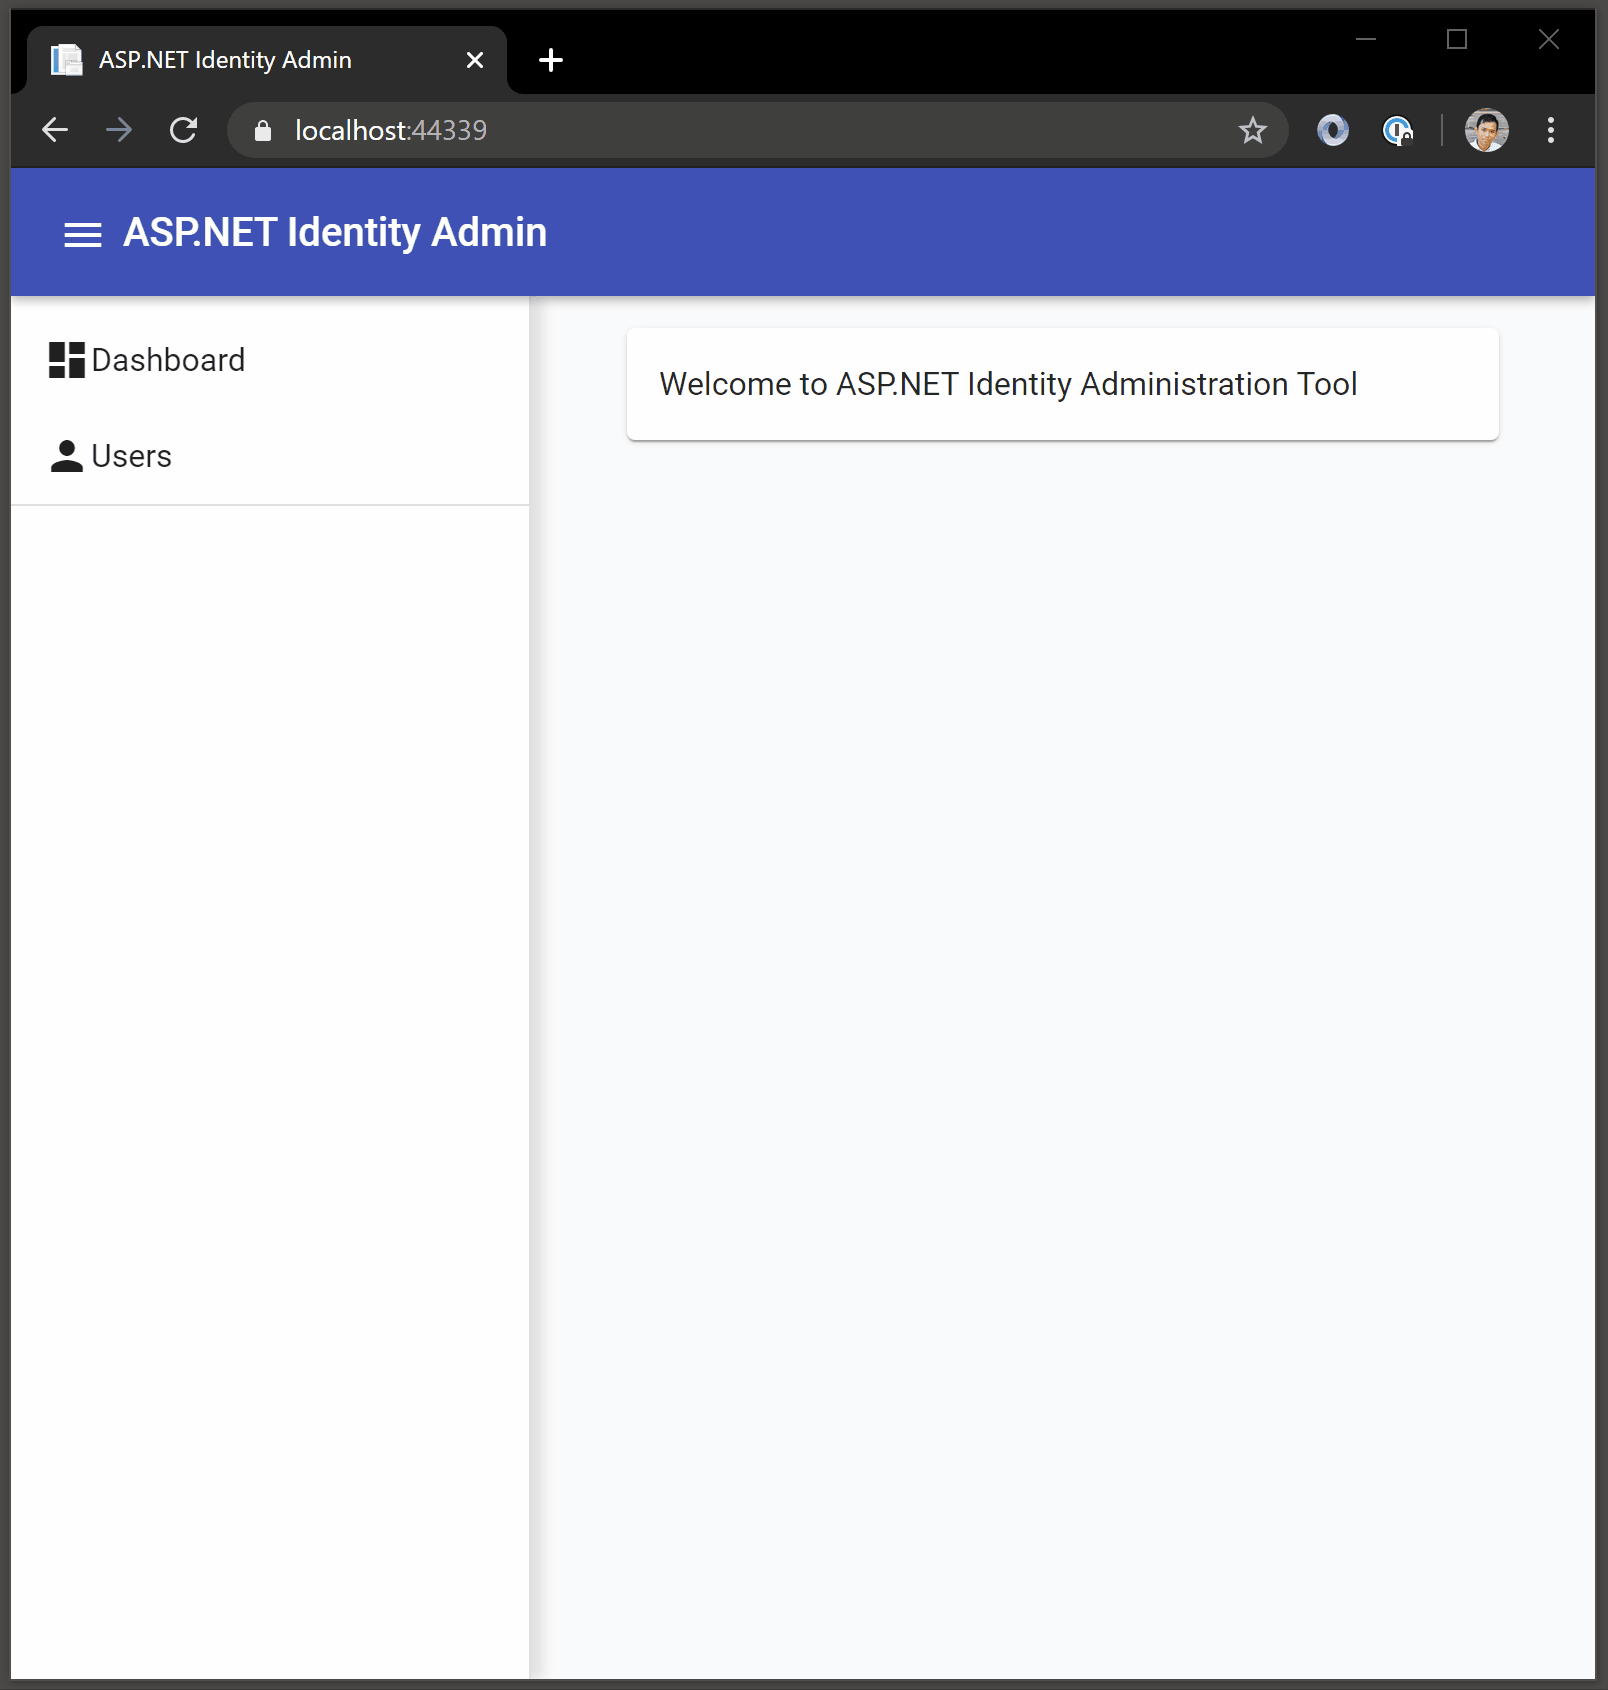 ASP.NET Identity Admin
localhost:44339
ASP.NET Identity Admin
Dashboard
Users
Welcome to ASP.NET Identity Administration Tool